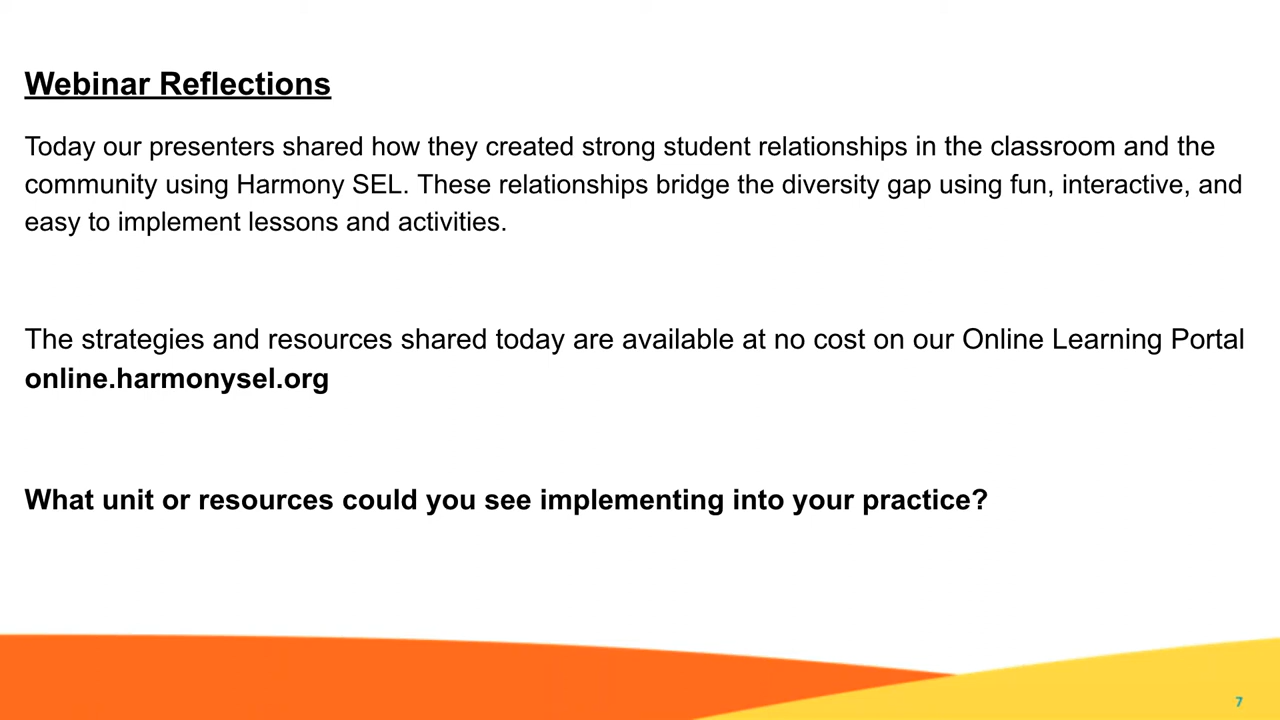 Webinar Reflections
Today our presenters shared how they created strong student relationships in the classroom and the
community using Harmony SEL. These relationships bridge the diversity gap using fun, interactive, and
easy to implement lessons and activities.
The strategies and resources shared today are available at no cost on our Online Learning Portal
online.harmonysel.org
What unit or resources could you see implementing into your practice?
7